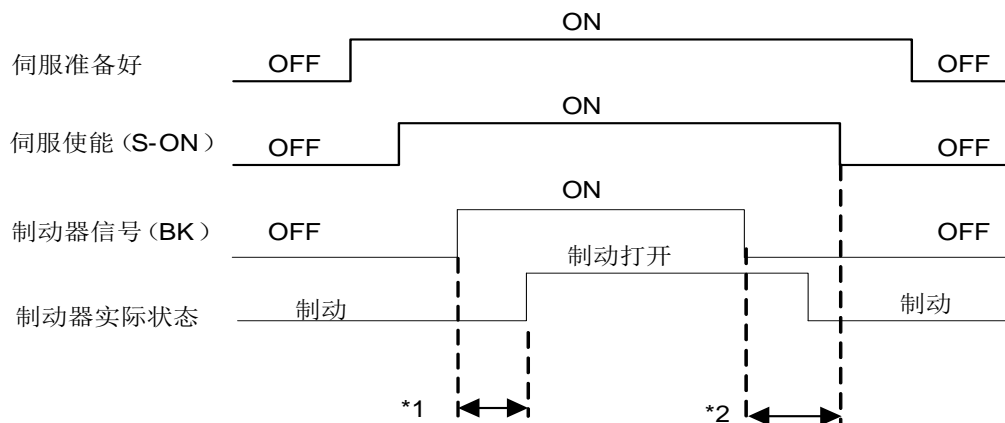 ON
伺服准备好 OFF OFF
ON
伺服使能(S-ON) OFF OFF
ON
制动器信号(BK) OFF OFF
制动打开
制动器实际状态 制动 制动
*1 *2